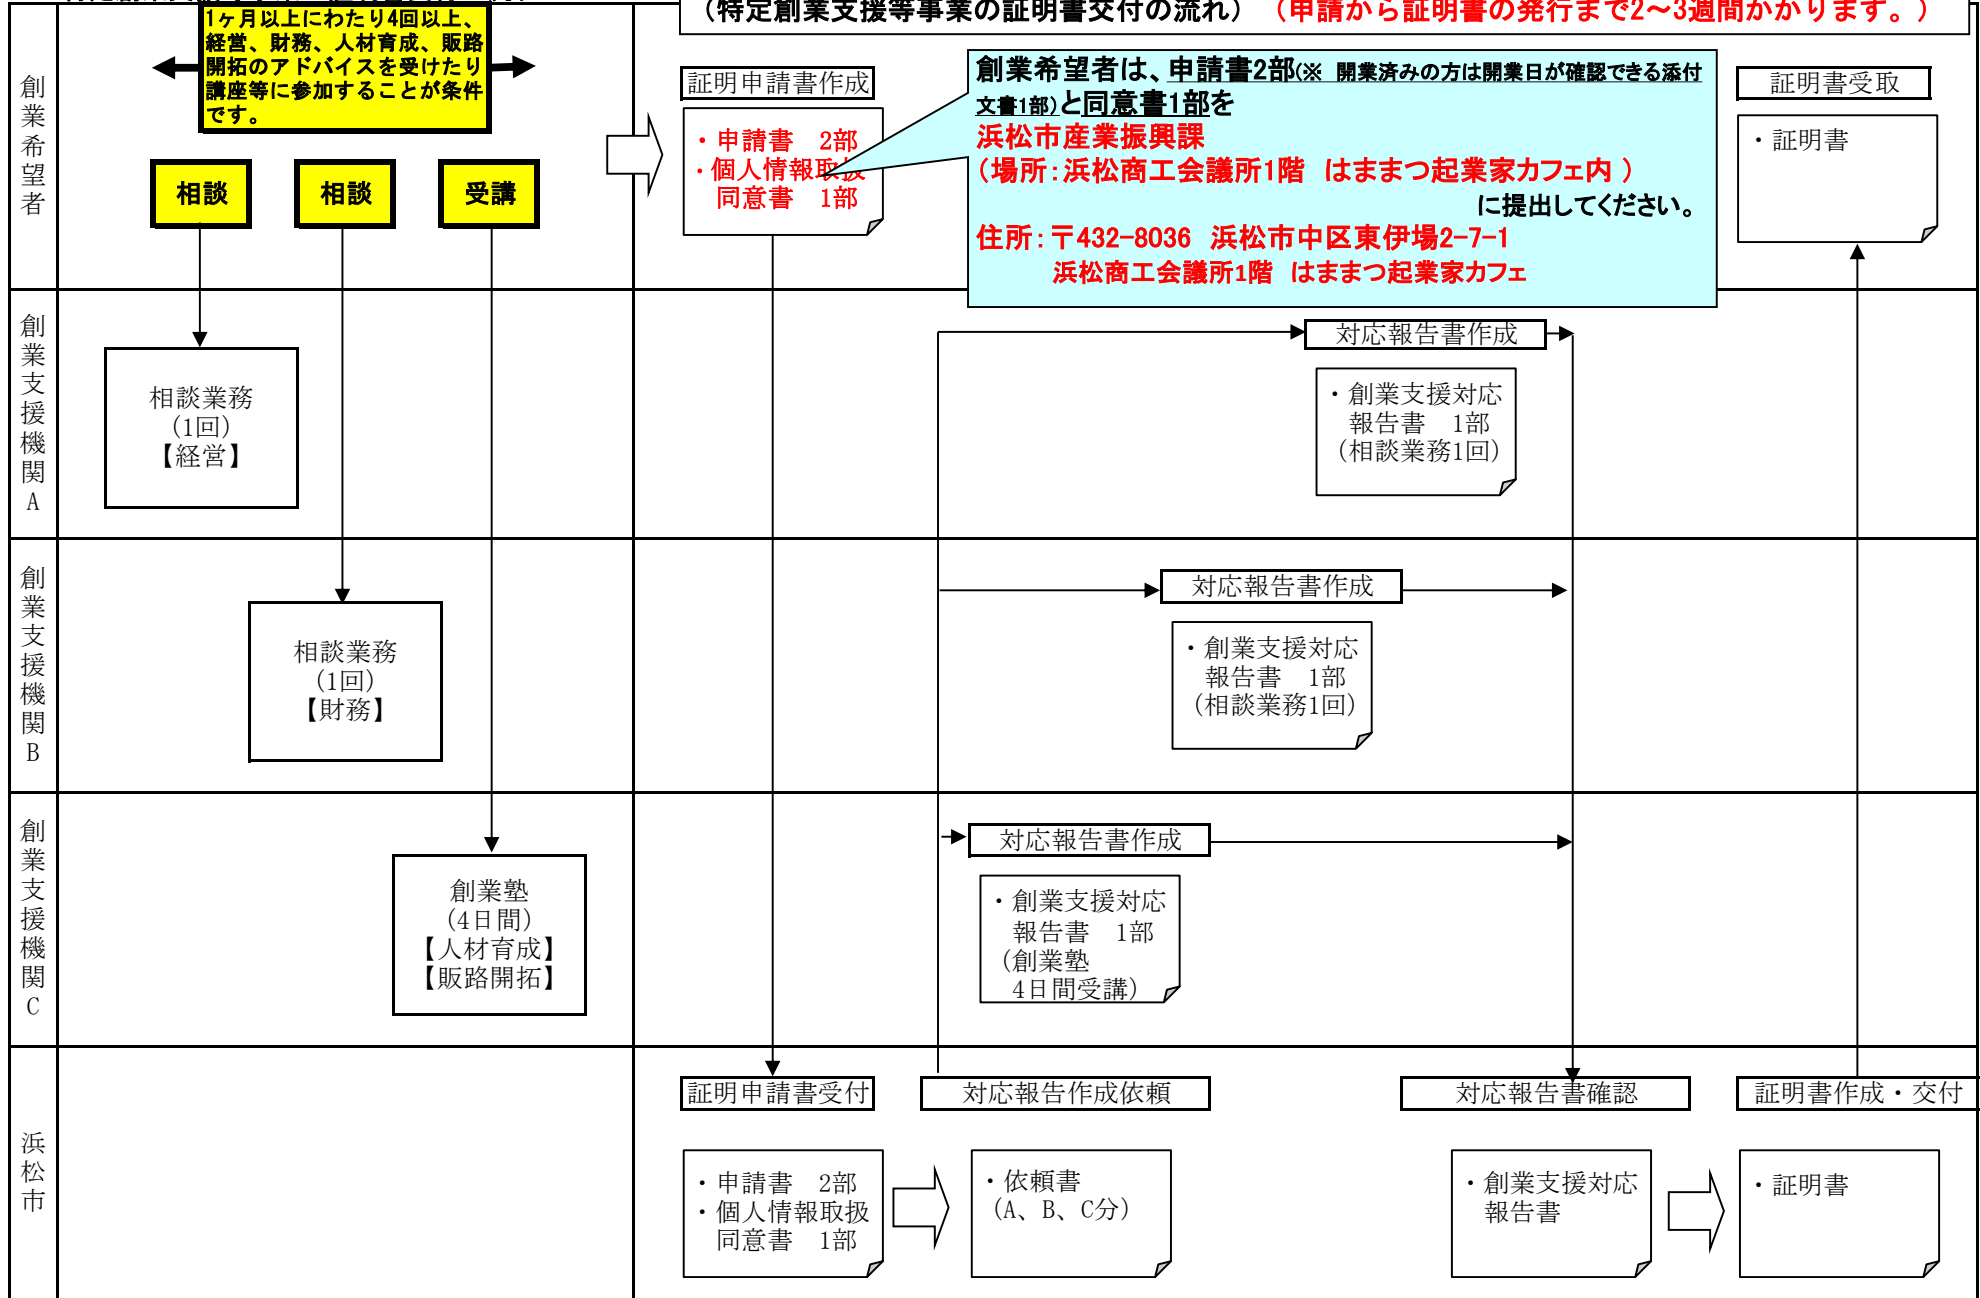 (特定創業支援等事業の証明書交付の流れ) (申請から証明書の発行まで2～3週間かかります。)
創業希望者
1ヶ月以上にわたり4回以上、
経営、財務、人材育成、販路
開拓のアドバイスを受けたり
講座等に参加することが条件
です。
相談
相談
受講
証明申請書作成
・申請書 2部
・個人情報取扱
同意書 1部
創業希望者は、申請書2部(※ 開業済みの方は開業日が確認できる添付
文書1部)と同意書1部を
浜松市産業振興課
(場所:浜松商工会議所1階 はままつ起業家カフェ内 )
に提出してください。
住所:〒432-8036 浜松市中区東伊場2-7-1
浜松商工会議所1階 はままつ起業家カフェ
証明書受取
・証明書
創業支援機関A
相談業務
(1回)
【経営】
対応報告書作成
・創業支援対応
報告書 1部
(相談業務1回)
創業支援機関B
相談業務
(1回)
【財務】
対応報告書作成
・創業支援対応
報告書 1部
(相談業務1回)
創業支援機関C
創業塾
(4日間)
【人材育成】
【販路開拓】
対応報告書作成
・創業支援対応
報告書 1部
(創業塾
4日間受講)
浜松市
証明申請書受付
・申請書 2部
・個人情報取扱
同意書 1部
対応報告作成依頼
・依頼書
(A、B、C分)
対応報告書確認
・創業支援対応
報告書
証明書作成・交付
・証明書